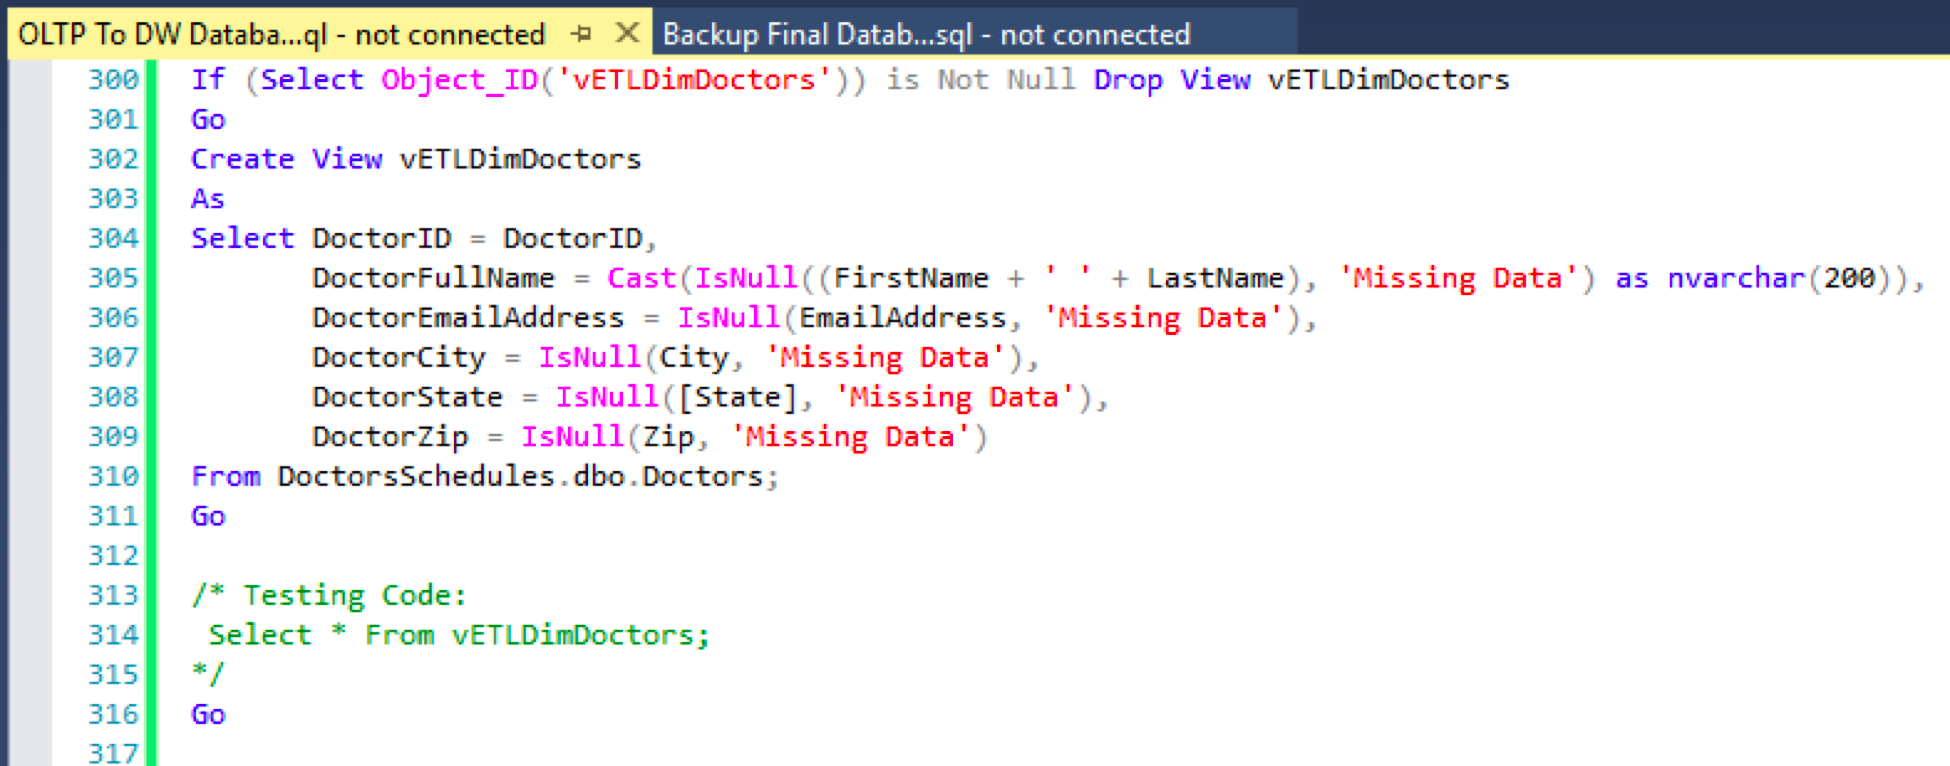 OLTP To DW Databa...ql - not connected Backup Final Datab...sql - not connected
300 If (Select Object_ID('vETLDimDoctors')) is Not Null Drop View vETLDimDoctors
301 Go
302 Create View vETLDimDoctors
303 As
304 Select DoctorID = DoctorID,
305 DoctorFullName = Cast(IsNull((FirstName + ' ' + LastName), 'Missing Data') as nvarchar(200)),
306 DoctorEmailAddress = IsNull(EmailAddress, 'Missing Data'),
307 DoctorCity = IsNull(City, 'Missing Data'),
308 DoctorState = IsNull([State], 'Missing Data'),
309 DoctorZip = IsNull(Zip, 'Missing Data')
310 From DoctorsSchedules.dbo.Doctors;
311 Go
312
313 /* Testing Code:
314 Select * From vETLDimDoctors;
315 */
316 Go
317